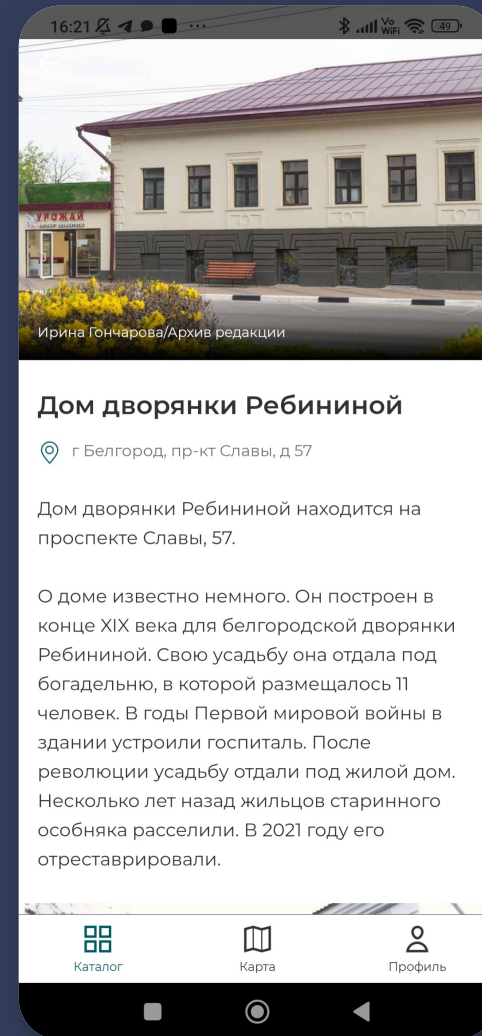 16:21
Vo
WiFi
49
УРОЖАЙ
Ирина Гончарова/Архив редакции
Дом дворянки Ребининой
г Белгород, пр-кт Славы, д 57
Дом дворянки Ребининой находится на
проспекте Славы, 57.
О доме известно немного. Он построен в
конце XIX века для белгородской дворянки
Ребининой. Свою усадьбу она отдала под
богадельню, в которой размещалось 11
человек. В годы Первой мировой войны в
здании устроили госпиталь. После
революции усадьбу отдали под жилой дом.
Несколько лет назад жильцов старинного
особняка расселили. В 2021 году его
отреставрировали.
Каталог
Карта
Профиль